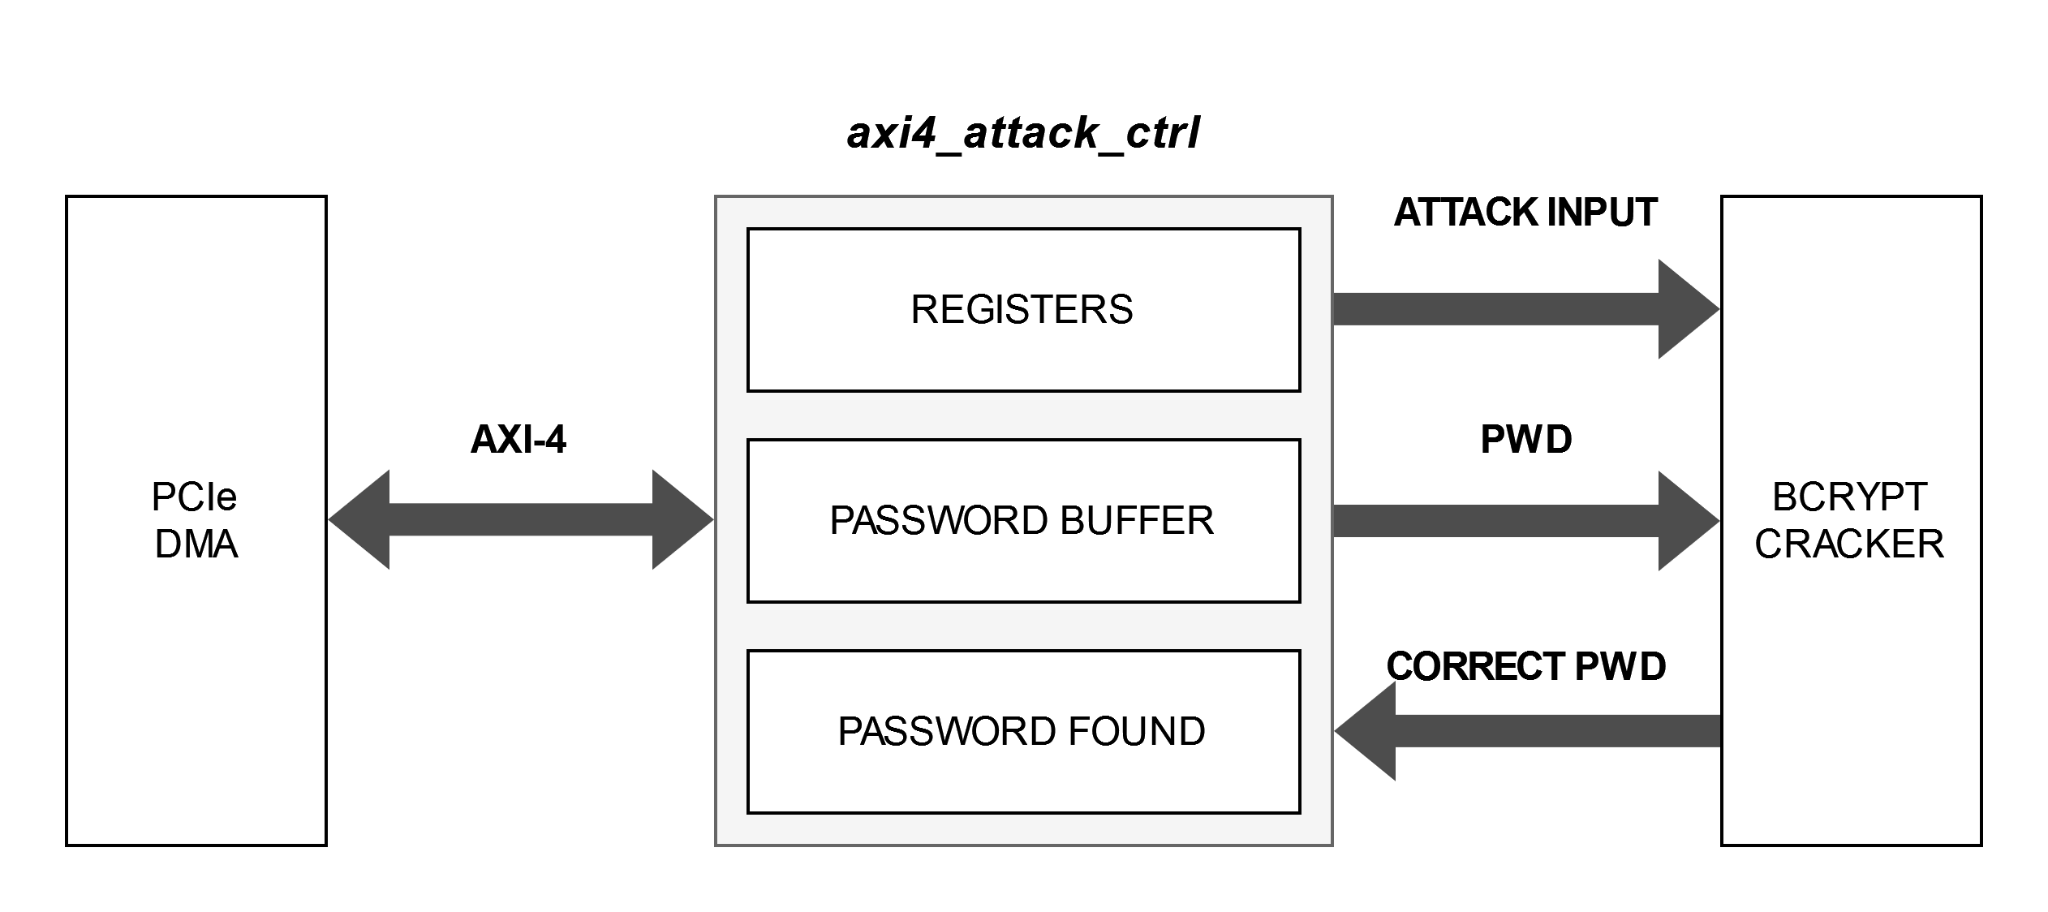 axi4_attack_ctrl
PCIe
DMA
AXI-4
REGISTERS
PASSWORD BUFFER
PASSWORD FOUND
ATTACK INPUT
PWD
CORRECT PWD
BCRYPT
CRACKER